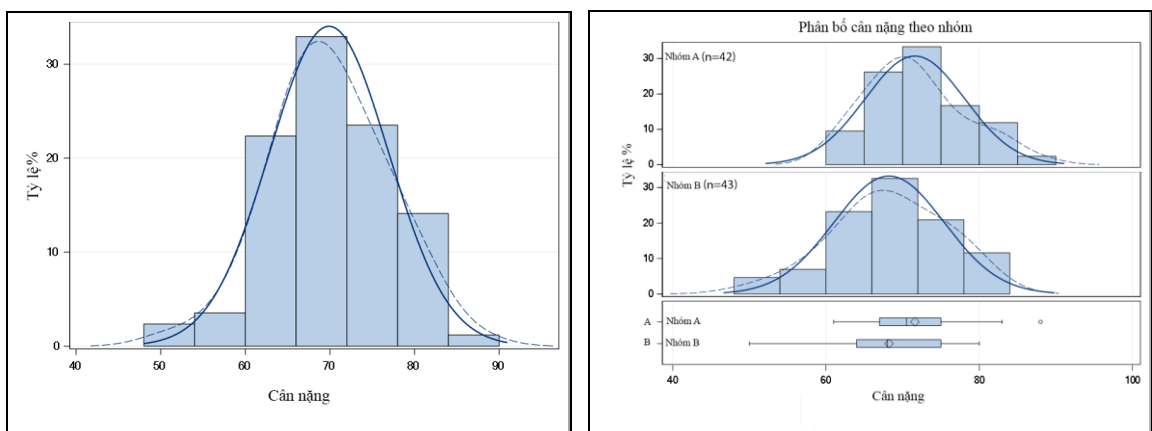 30
20
10
0
Tỷ lệ%
40 50 60 70 80 90
Cân nặng
Phân bố cân nặng theo nhóm
Nhóm A (n=42)
30
20
10
0
Tỷ lệ %
Nhóm B (n=43)
30
20
10
0
A Nhóm A
B Nhóm B
40 60 80 100
Cân nặng